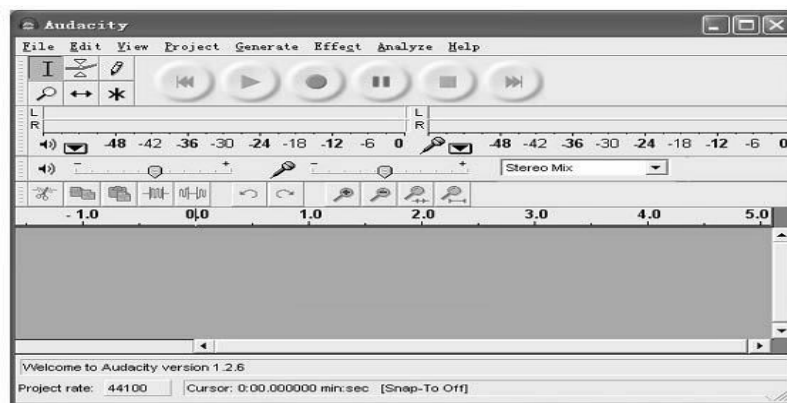 Audacity
File Edit View Project Generate Effect Analyze Help
L L
R R
-48 -42 -36 -30 -24 -18 -12 -6 0 -48 -42 -36 -30 -24 -18 -12 -6 0
- + - + Stereo Mix
- 1.0 0.0 1.0 2.0 3.0 4.0 5.0
Welcome to Audacity version 1.2.6
Project rate: 44100 Cursor: 0:00.000000 min:sec [Snap-To Off]